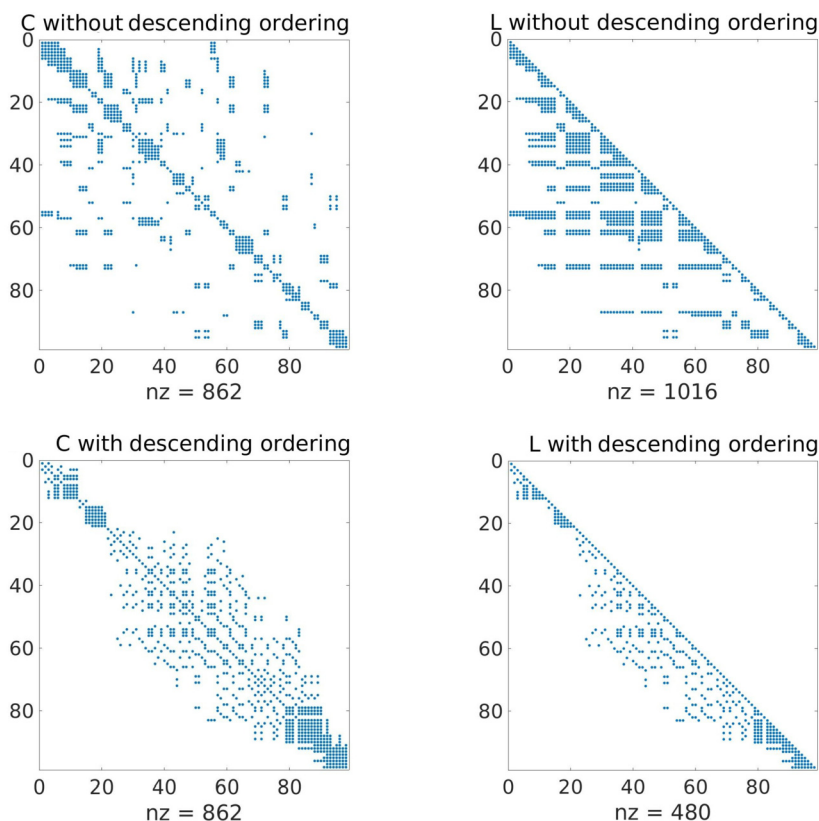 C without descending ordering
0
20
40
60
80
0 20 40 60 80
nz = 862
L without descending ordering
0
20
40
60
80
0 20 40 60 80
nz = 1016
C with descending ordering
0
20
40
60
80
0 20 40 60 80
nz = 862
L with descending ordering
0
20
40
60
80
0 20 40 60 80
nz = 480